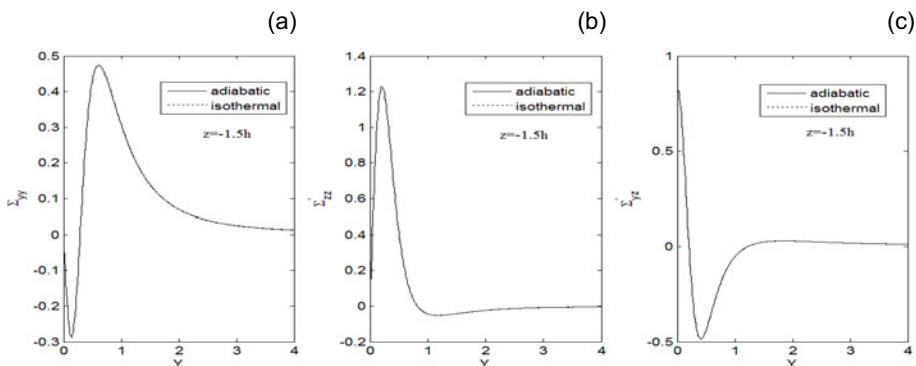 (a)
(b)
(c)
0.5
0.4
0.3
0.2
0.1
0
-0.1
-0.2
-0.3
Σyy
adiabatic
isothermal
z=-1.5h
0
1
2
3
4
Y
1.4
1.2
1
0.8
0.6
0.4
0.2
0
-0.2
Σ'zz
adiabatic
isothermal
z=-1.5h
0
1
2
3
4
Y
1
0.5
0
-0.5
Σ'yz
adiabatic
isothermal
z=-1.5h
0
1
2
3
4
Y